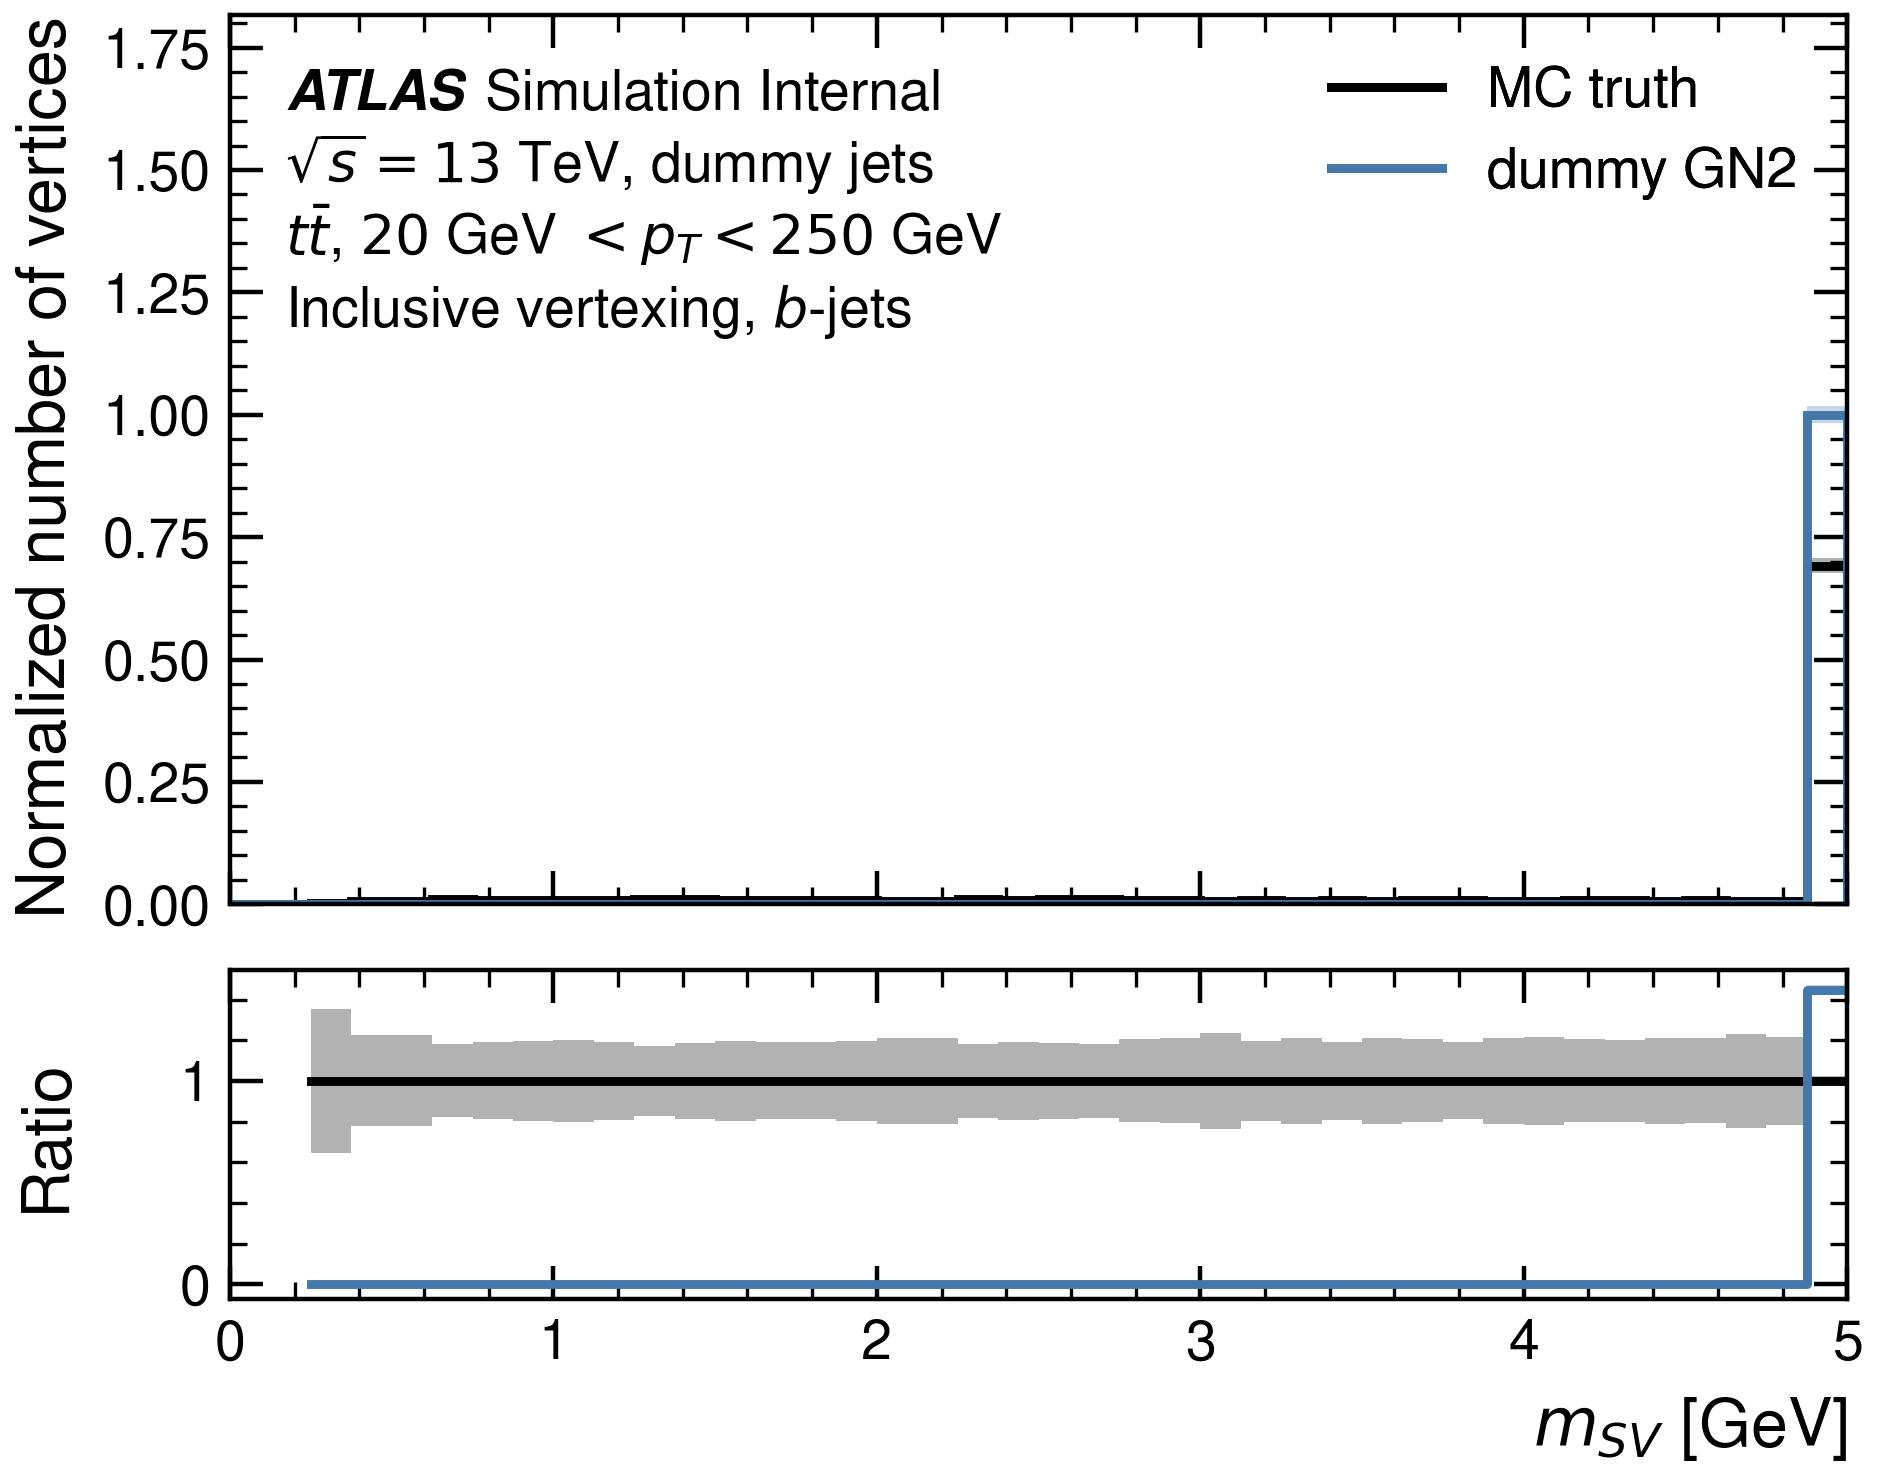 Normalized number of vertices
1.75
1.50
1.25
1.00
0.75
0.50
0.25
0.00
ATLAS Simulation Internal
√s = 13 TeV, dummy jets
tt̄, 20 GeV < p_T < 250 GeV
Inclusive vertexing, b-jets
MC truth
dummy GN2
Ratio
1
0
0 1 2 3 4 5
m_SV [GeV]